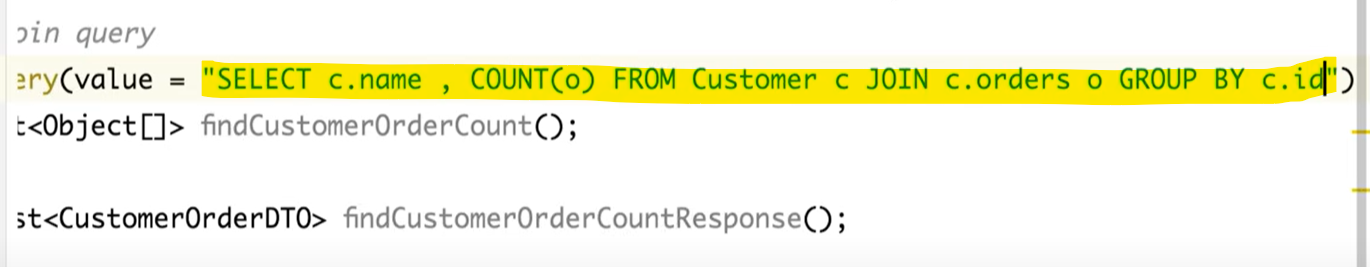 oin query
ery(value = "SELECT c.name , COUNT(o) FROM Customer c JOIN c.orders o GROUP BY c.id")
t<Object[]> findCustomerOrderCount();
st<CustomerOrderDTO> findCustomerOrderCountResponse();